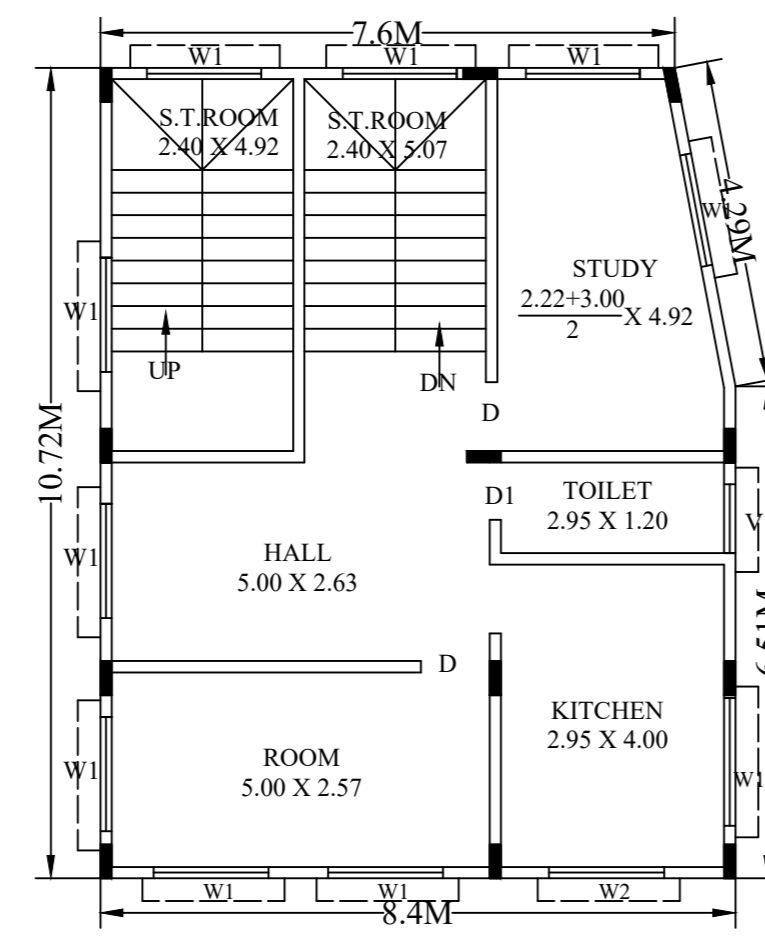 7.6M
W1
W1
W1
S.T.ROOM
2.40 X 4.92
S.T.ROOM
2.40 X 5.07
W1
4.29M
STUDY
2.22+3.00
2
X 4.92
W1
UP
DN
D
10.72M
D1
TOILET
2.95 X 1.20
V
W1
HALL
5.00 X 2.63
6.51M
D
KITCHEN
2.95 X 4.00
ROOM
5.00 X 2.57
W1
W1
W1
W1
W2
8.4M